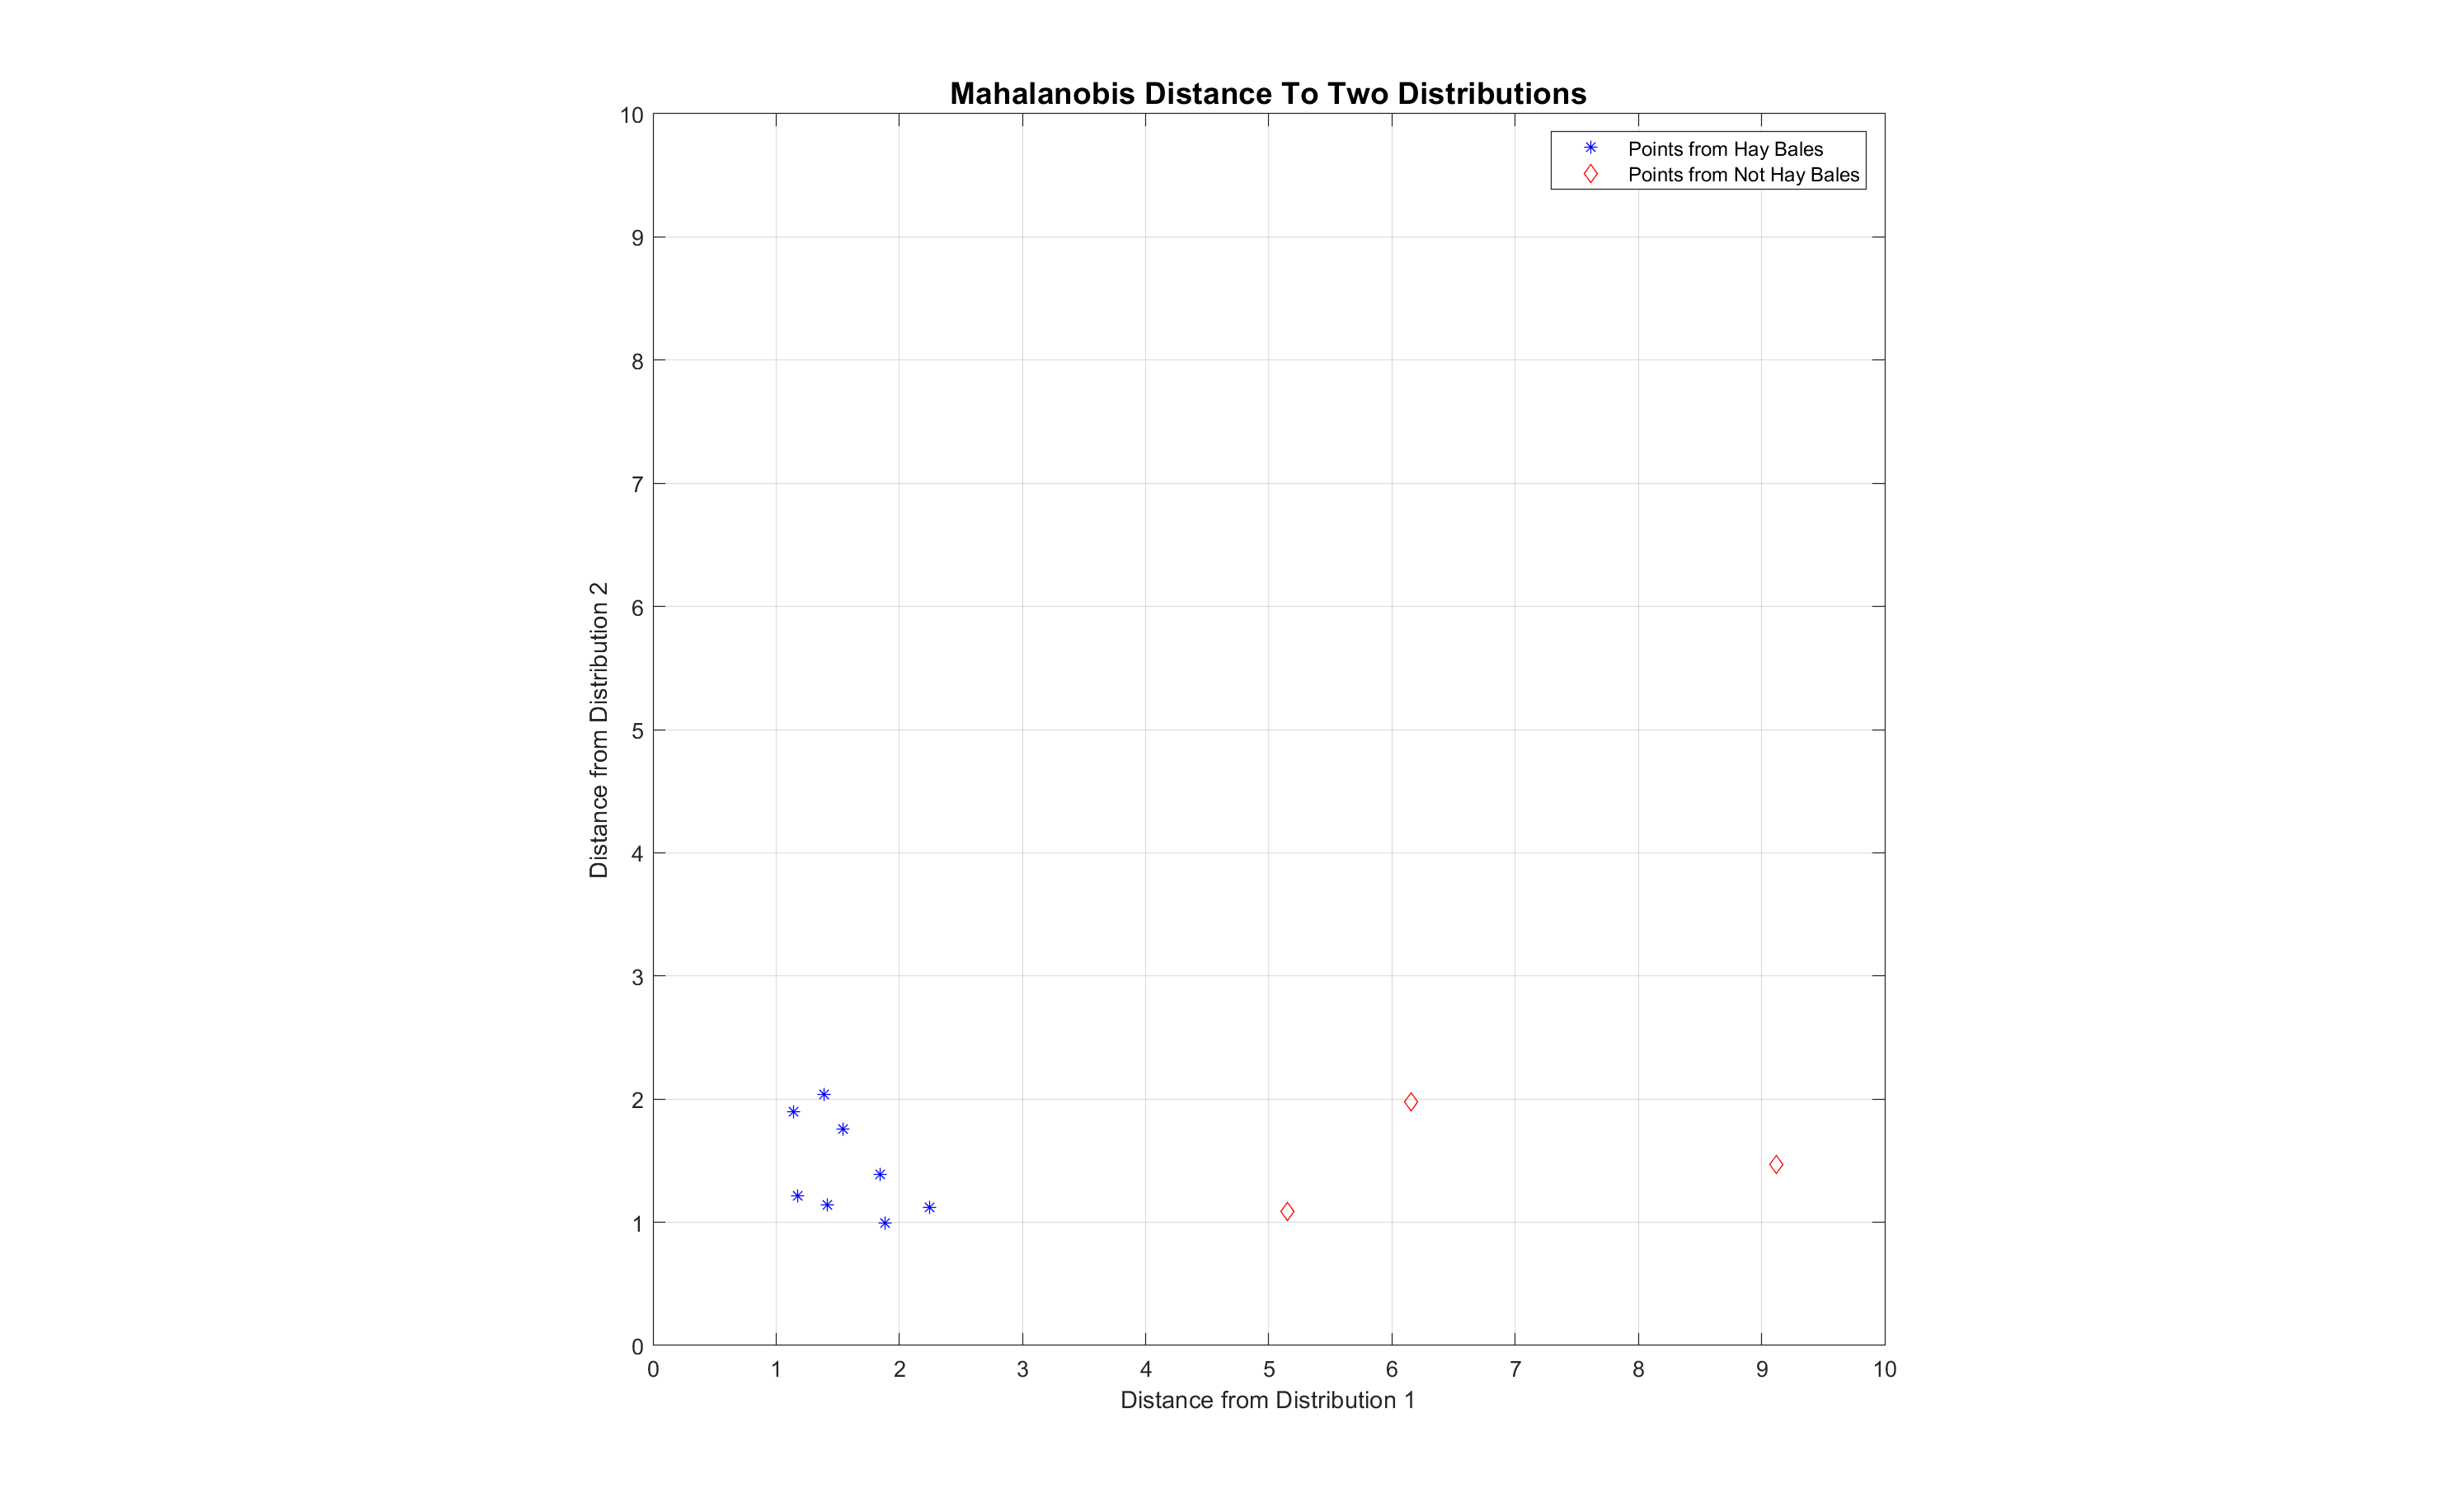 Mahalanobis Distance To Two Distributions
Points from Hay Bales
Points from Not Hay Bales
10
9
8
7
6
5
4
3
2
1
0
Distance from Distribution 2
0 1 2 3 4 5 6 7 8 9 10
Distance from Distribution 1